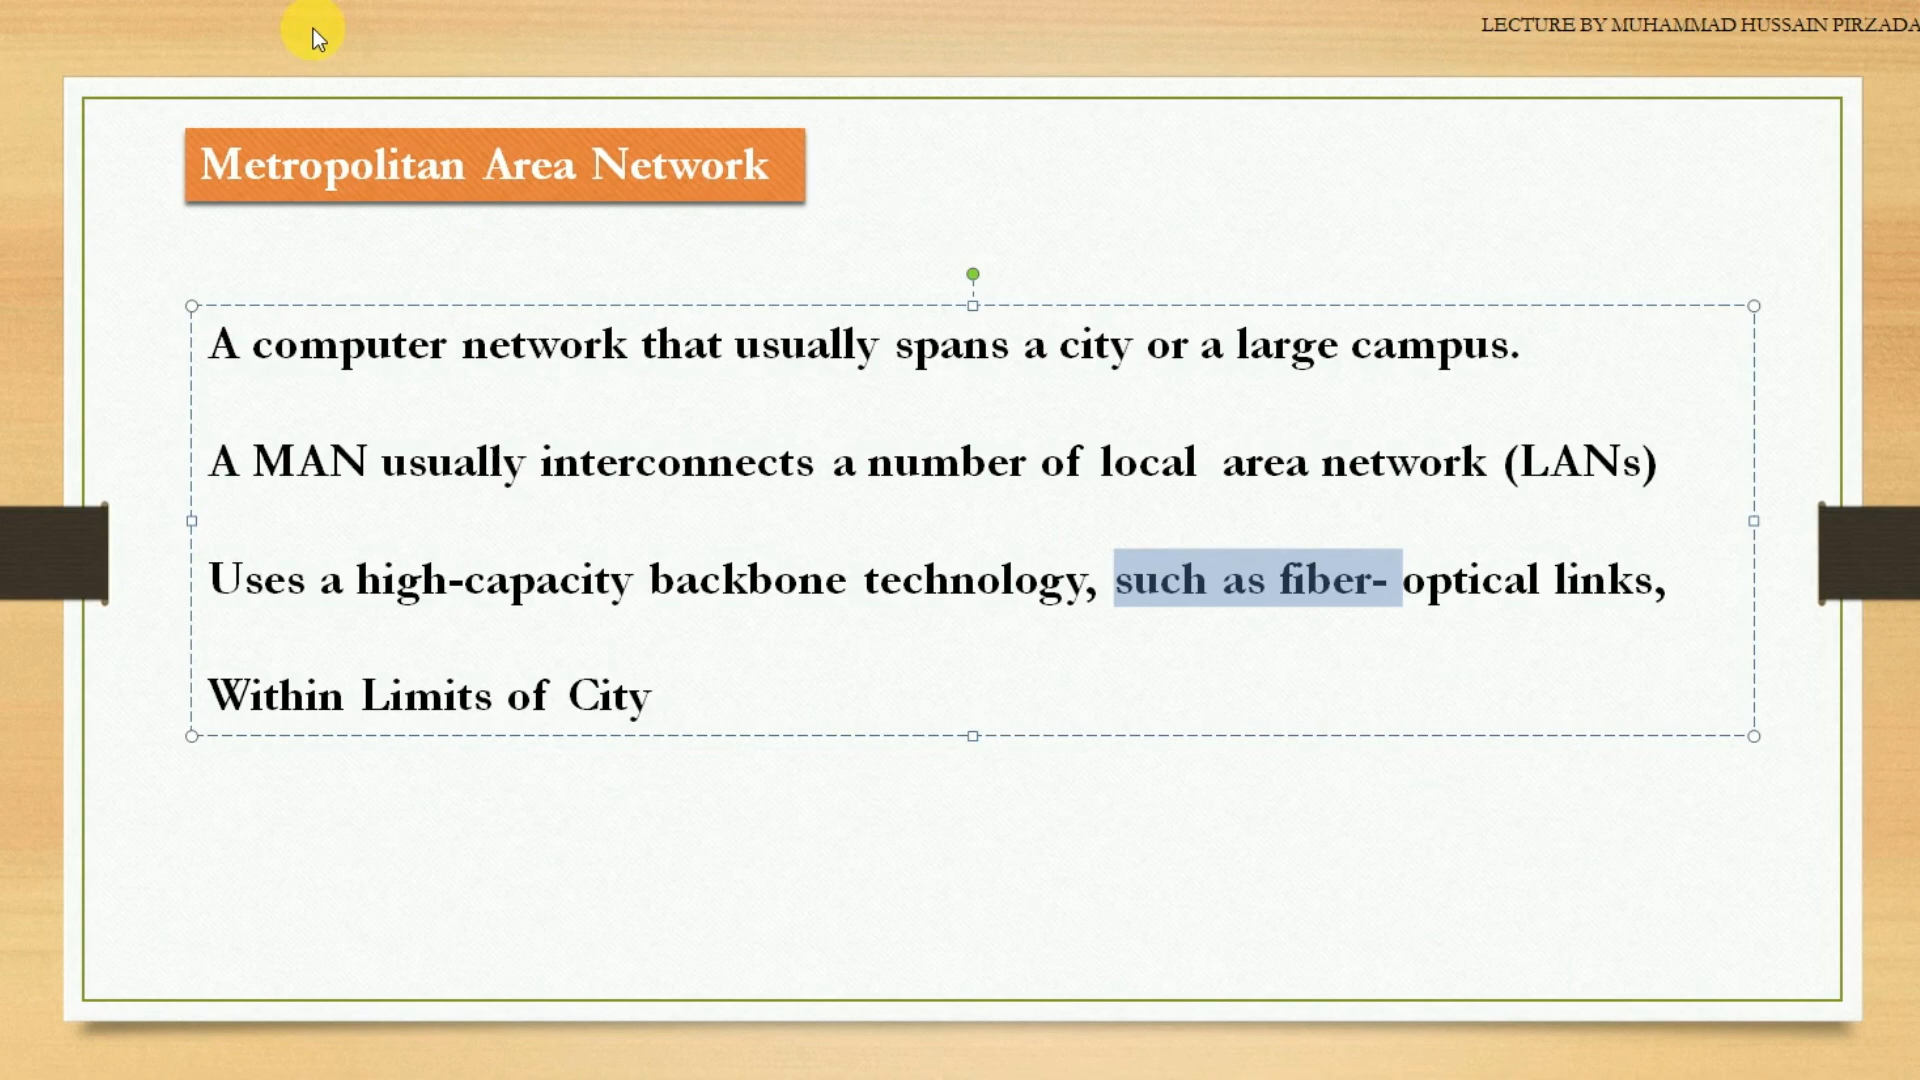 LECTURE BY MUHAMMAD HUSSAIN PIRZADA
Metropolitan Area Network
A computer network that usually spans a city or a large campus.
A MAN usually interconnects a number of local area network (LANs)
Uses a high-capacity backbone technology, such as fiber- optical links,
Within Limits of City